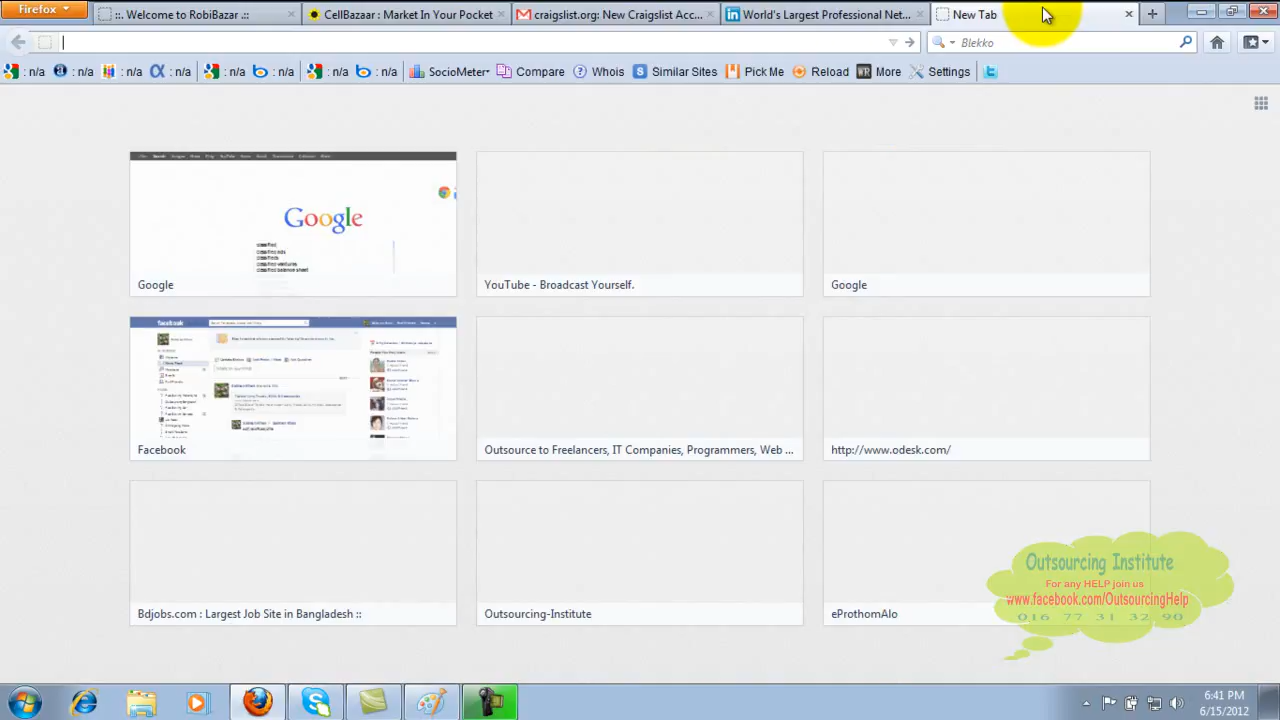 Firefox
::. Welcome to RobiBazar .::
CellBazaar : Market In Your Pocket
craigslist.org: New Craigslist Acc...
World's Largest Professional Net...
New Tab
Blekko
: n/a : n/a : n/a : n/a : n/a : n/a : n/a : n/a SocioMeter Compare Whois Similar Sites Pick Me Reload More Settings
Google
Google
YouTube - Broadcast Yourself.
Google
facebook
Facebook
Outsource to Freelancers, IT Companies, Programmers, Web ...
http://www.odesk.com/
Bdjobs.com : Largest Job Site in Bangladesh ::
Outsourcing-Institute
eProthomAlo
Outsourcing Institute
For any HELP join us
www.facebook.com/OutsourcingHelp
016 77 31 32 90
6:41 PM
6/15/2012